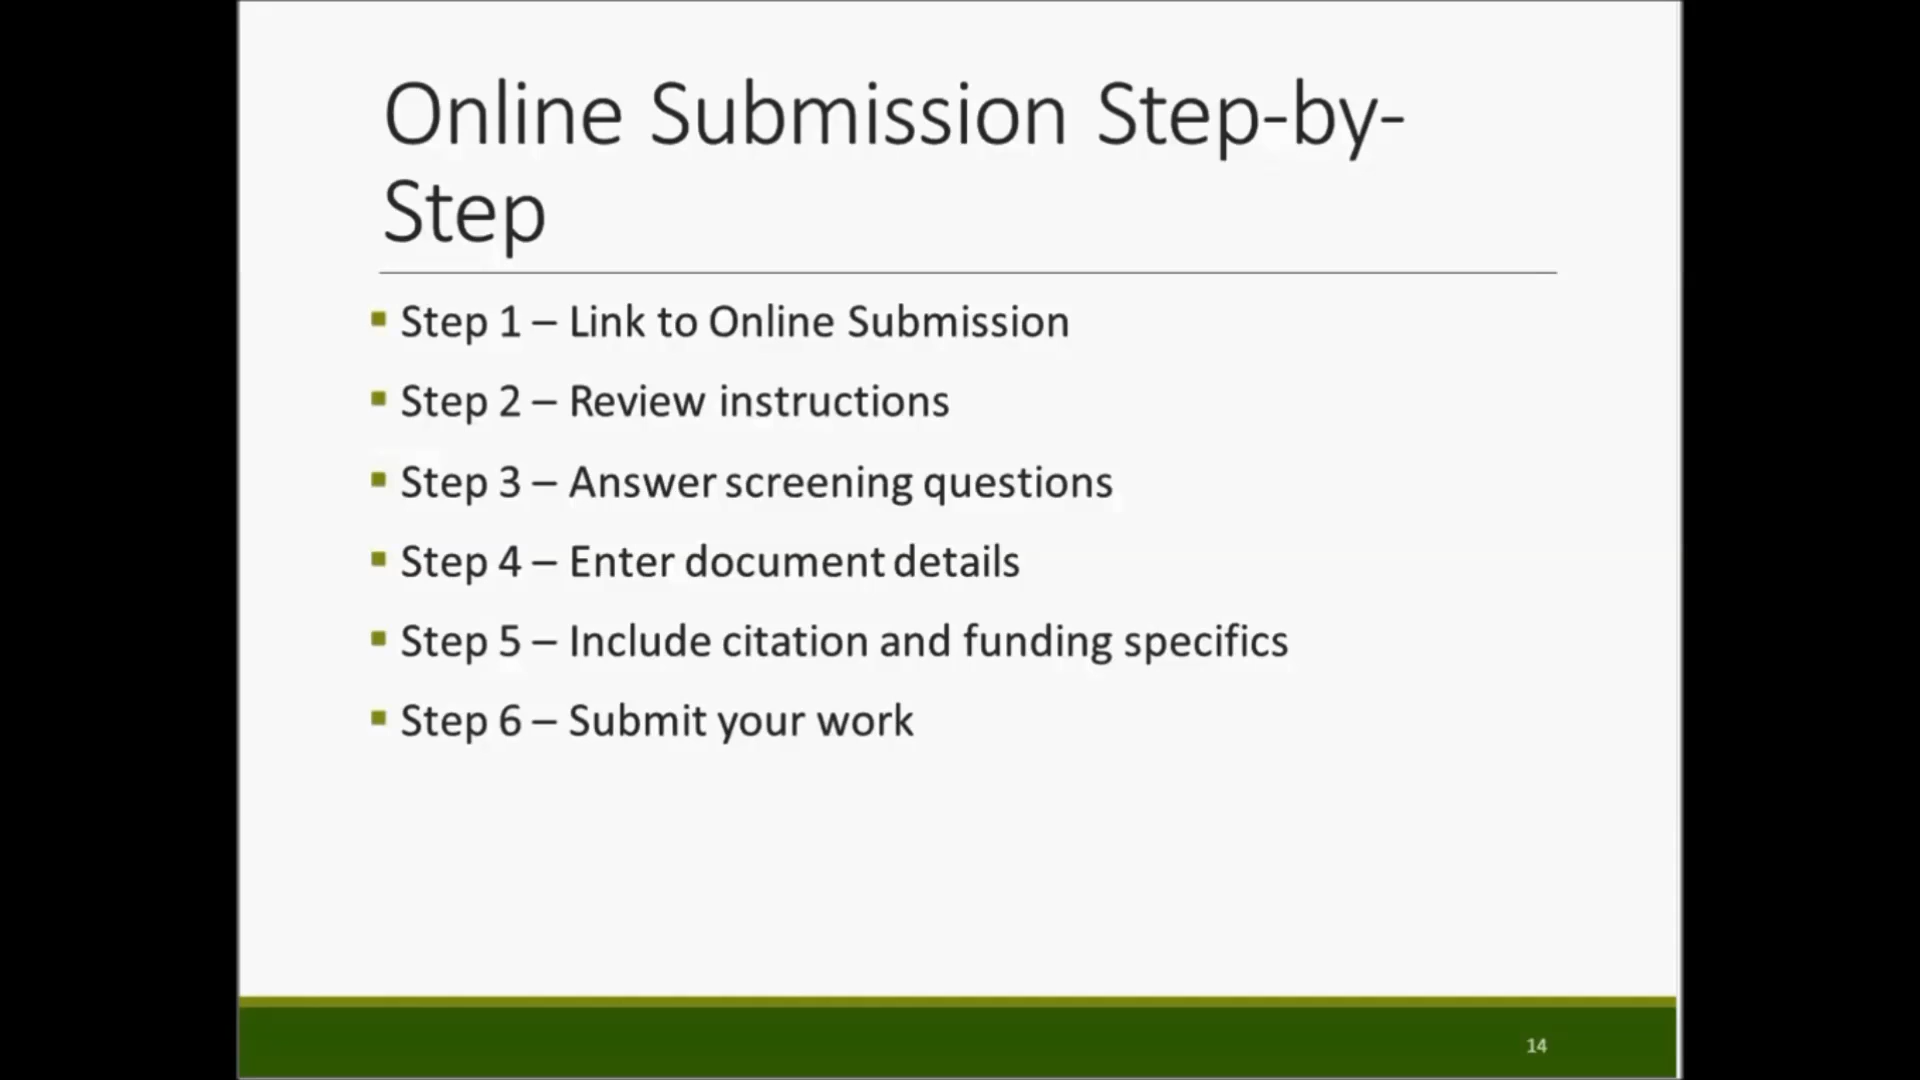 Online Submission Step-by-
Step
Step 1 – Link to Online Submission
Step 2 – Review instructions
Step 3 – Answer screening questions
Step 4 – Enter document details
Step 5 – Include citation and funding specifics
Step 6 – Submit your work
14